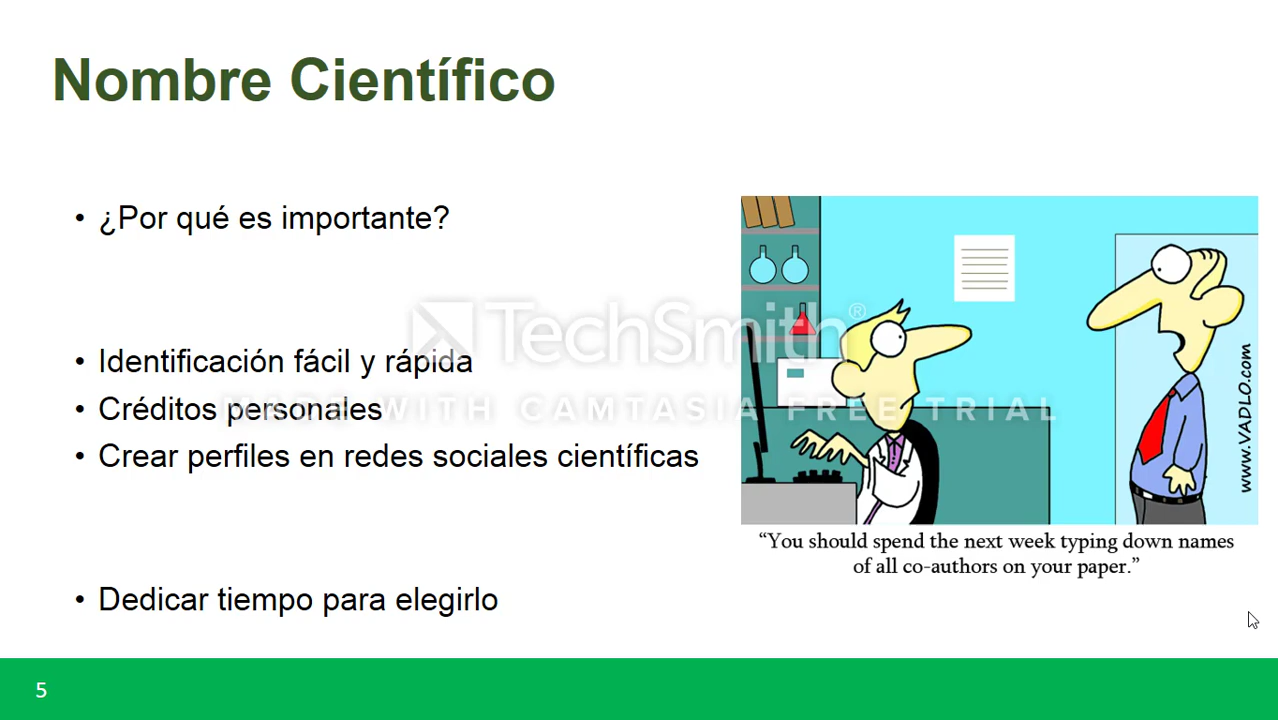 Nombre Científico
• ¿Por qué es importante?
• Identificación fácil y rápida
• Créditos personales
• Crear perfiles en redes sociales científicas
• Dedicar tiempo para elegirlo
TechSmith®
MADE WITH CAMTASIA FREE TRIAL
www.VADLO.com
“You should spend the next week typing down names
of all co-authors on your paper.”
5